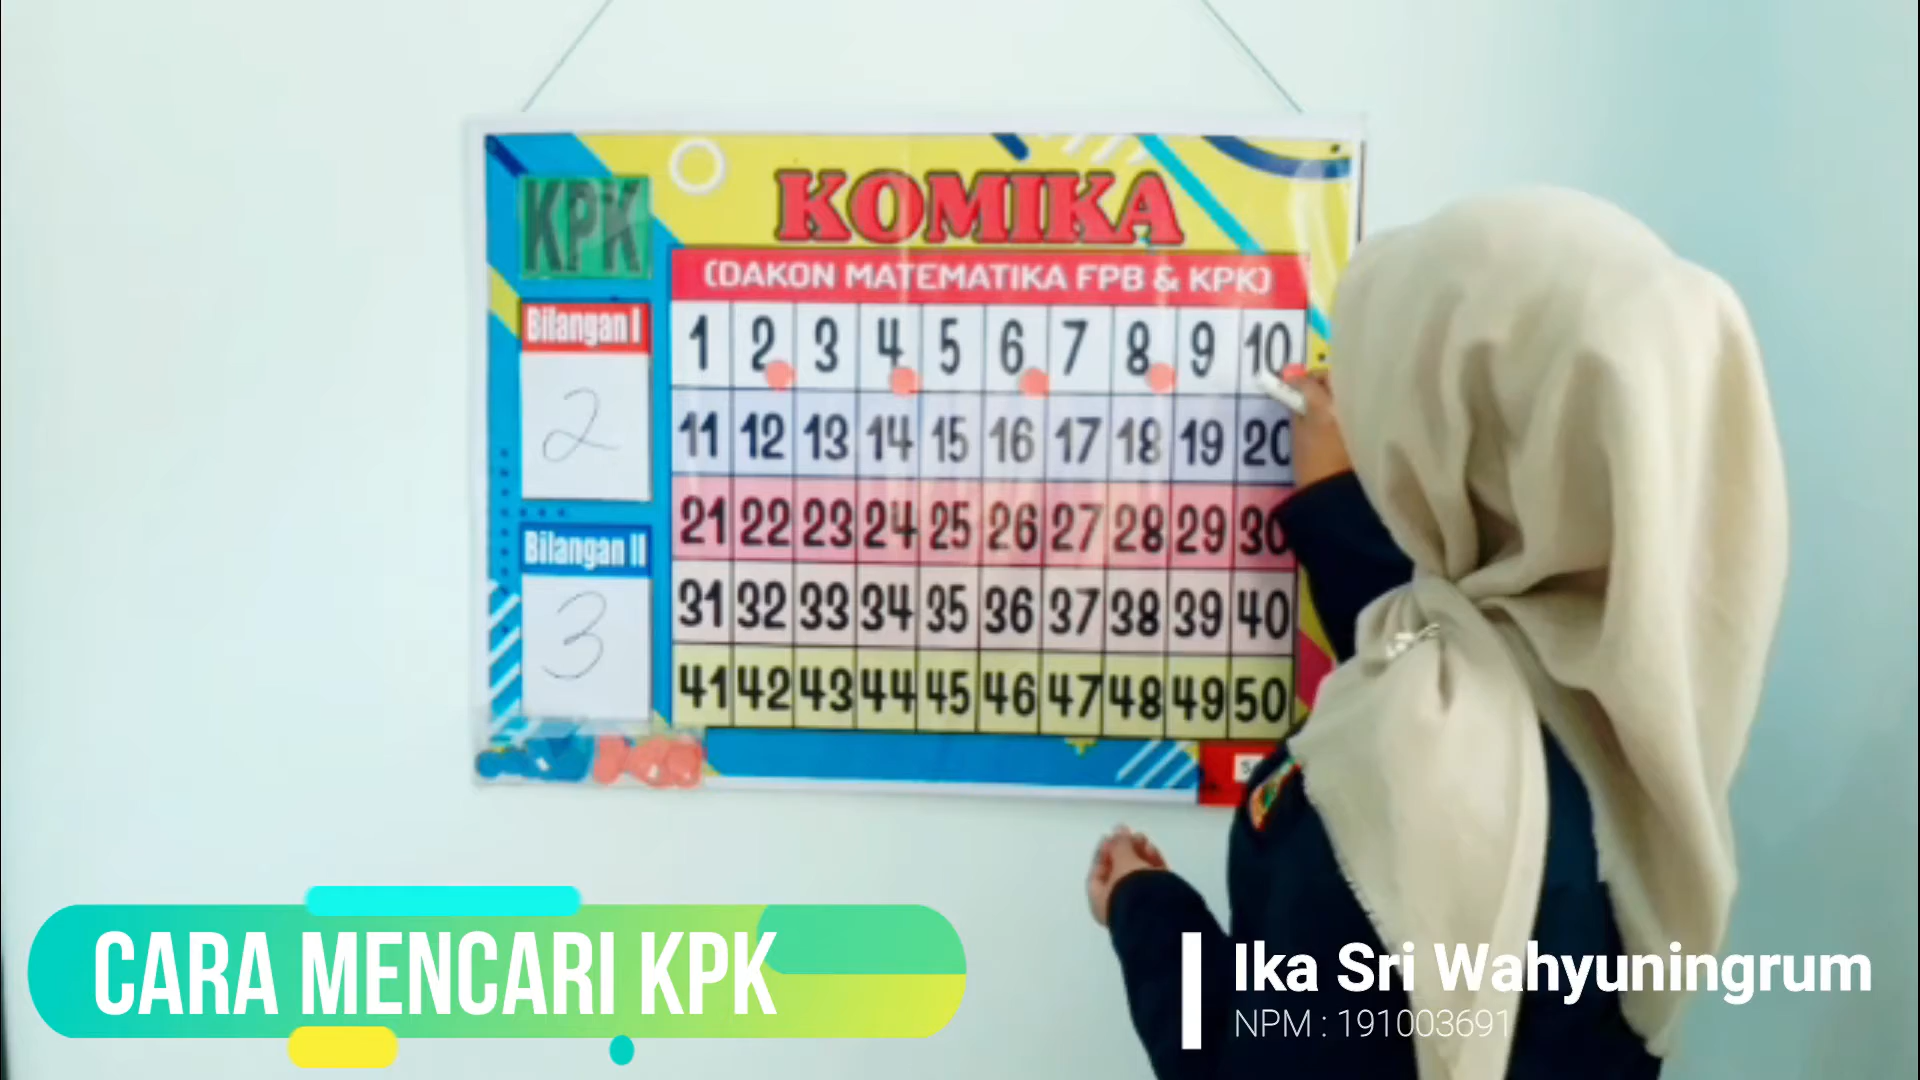 KPK
KOMIKA
(DAKON MATEMATIKA FPB & KPK)
Bilangan I
2
Bilangan II
3
1 2 3 4 5 6 7 8 9 10
11 12 13 14 15 16 17 18 19 20
21 22 23 24 25 26 27 28 29 30
31 32 33 34 35 36 37 38 39 40
41 42 43 44 45 46 47 48 49 50
CARA MENCARI KPK
Ika Sri Wahyuningrum
NPM : 191003691